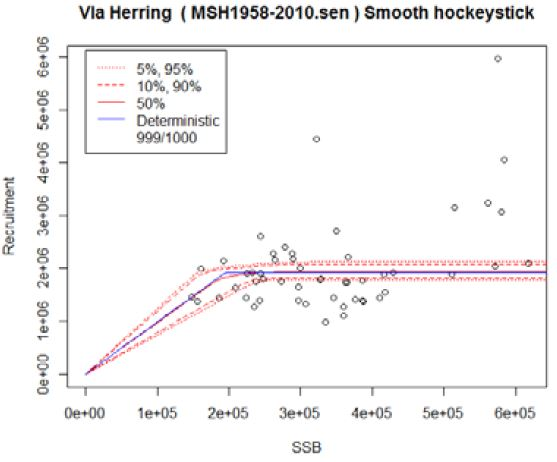 VIa Herring ( MSH1958-2010.sen ) Smooth hockeystick
5%, 95%
10%, 90%
50%
Deterministic
999/1000
Recruitment
6e+06
5e+06
4e+06
3e+06
2e+06
1e+06
0e+00
0e+00 1e+05 2e+05 3e+05 4e+05 5e+05 6e+05
SSB